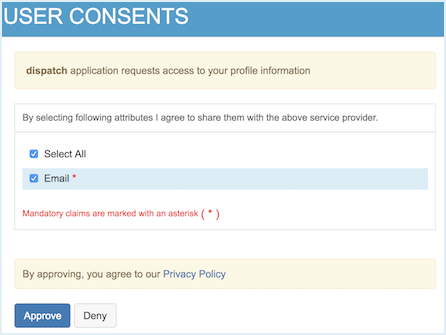 USER CONSENTS
dispatch application requests access to your profile information
By selecting following attributes I agree to share them with the above service provider.
Select All
Email *
Mandatory claims are marked with an asterisk ( * )
By approving, you agree to our Privacy Policy
Approve Deny